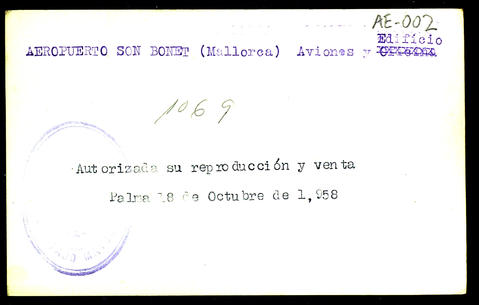 AE-002
Edificio
AEROPUERTO SON BONET (Mallorca) Aviones y
1069
Autorizada su reproducción y venta
Palma 18 de Octubre de 1,958